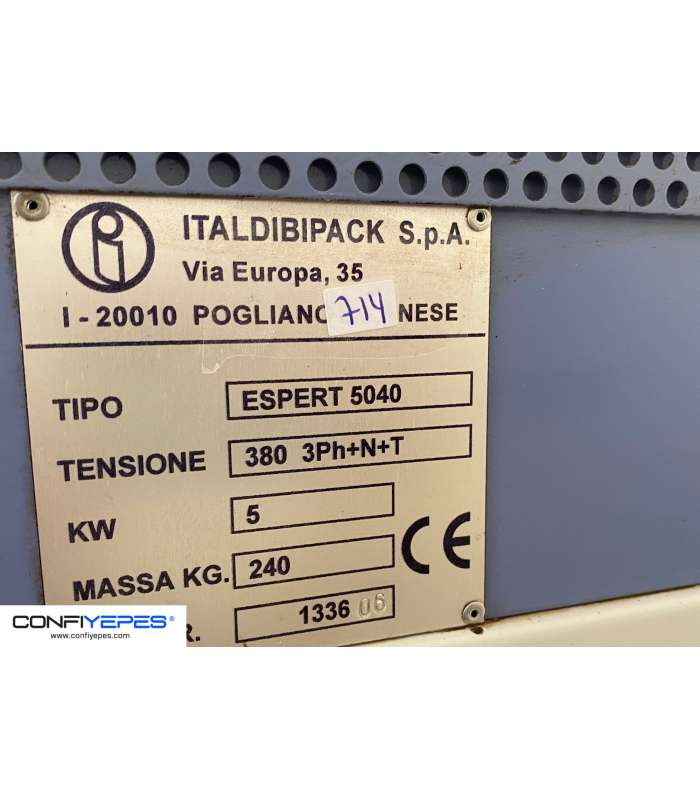 ITALDIBIPACK S.p.A.
Via Europa, 35
I - 20010 POGLIANO NESE
714
TIPO ESPERT 5040
TENSIONE 380 3Ph+N+T
KW 5
MASSA KG. 240
CE
R. 1336 06
CONFIYEPES®
www.confiyepes.com